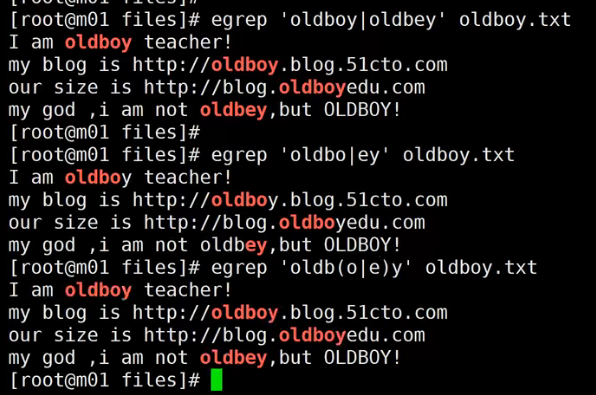 [root@m01 files]# egrep 'oldboy|oldbey' oldboy.txt
I am oldboy teacher!
my blog is http://oldboy.blog.51cto.com
our size is http://blog.oldboyedu.com
my god ,i am not oldbey,but OLDBOY!
[root@m01 files]#
[root@m01 files]# egrep 'oldbo|ey' oldboy.txt
I am oldboy teacher!
my blog is http://oldboy.blog.51cto.com
our size is http://blog.oldboyedu.com
my god ,i am not oldbey,but OLDBOY!
[root@m01 files]# egrep 'oldb(o|e)y' oldboy.txt
I am oldboy teacher!
my blog is http://oldboy.blog.51cto.com
our size is http://blog.oldboyedu.com
my god ,i am not oldbey,but OLDBOY!
[root@m01 files]#